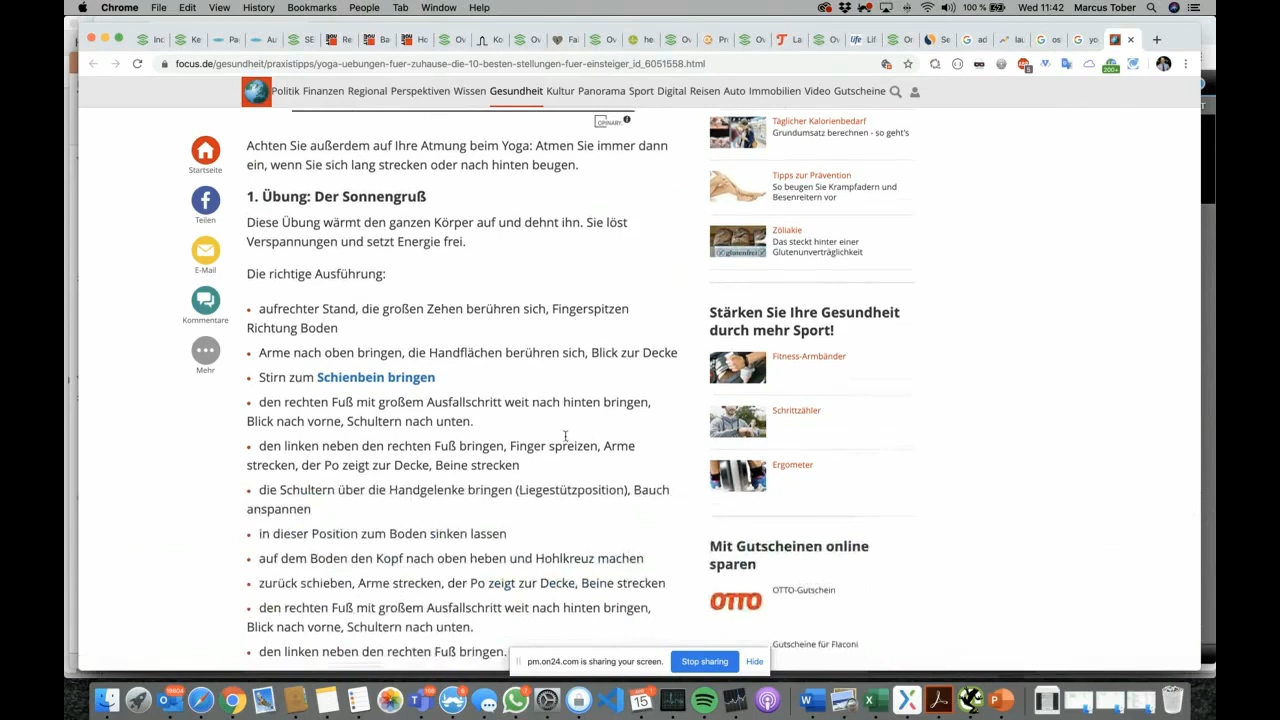 Chrome File Edit View History Bookmarks People Tab Window Help
100 % Wed 11:42 Marcus Tober
focus.de/gesundheit/praxistipps/yoga-uebungen-fuer-zuhause-die-10-besten-stellungen-fuer-einsteiger_id_6051558.html
Politik Finanzen Regional Perspektiven Wissen Gesundheit Kultur Panorama Sport Digital Reisen Auto Immobilien Video Gutscheine
OPINARY
Startseite
Teilen
E-Mail
Kommentare
Mehr
Achten Sie außerdem auf Ihre Atmung beim Yoga: Atmen Sie immer dann
ein, wenn Sie sich lang strecken oder nach hinten beugen.
1. Übung: Der Sonnengruß
Diese Übung wärmt den ganzen Körper auf und dehnt ihn. Sie löst
Verspannungen und setzt Energie frei.
Die richtige Ausführung:
• aufrechter Stand, die großen Zehen berühren sich, Fingerspitzen
Richtung Boden
• Arme nach oben bringen, die Handflächen berühren sich, Blick zur Decke
• Stirn zum Schienbein bringen
• den rechten Fuß mit großem Ausfallschritt weit nach hinten bringen,
Blick nach vorne, Schultern nach unten.
• den linken neben den rechten Fuß bringen, Finger spreizen, Arme
strecken, der Po zeigt zur Decke, Beine strecken
• die Schultern über die Handgelenke bringen (Liegestützposition), Bauch
anspannen
• in dieser Position zum Boden sinken lassen
• auf dem Boden den Kopf nach oben heben und Hohlkreuz machen
• zurück schieben, Arme strecken, der Po zeigt zur Decke, Beine strecken
• den rechten Fuß mit großem Ausfallschritt weit nach hinten bringen,
Blick nach vorne, Schultern nach unten.
• den linken neben den rechten Fuß bringen.
Täglicher Kalorienbedarf
Grundumsatz berechnen - so geht's
Tipps zur Prävention
So beugen Sie Krampfadern und
Besenreitern vor
Zöliakie
Das steckt hinter einer
Glutenunverträglichkeit
glutenfrei
Stärken Sie Ihre Gesundheit
durch mehr Sport!
Fitness-Armbänder
Schrittzähler
Ergometer
Mit Gutscheinen online
sparen
OTTO
OTTO-Gutschein
Gutscheine für Flaconi
pm.on24.com is sharing your screen. Stop sharing Hide